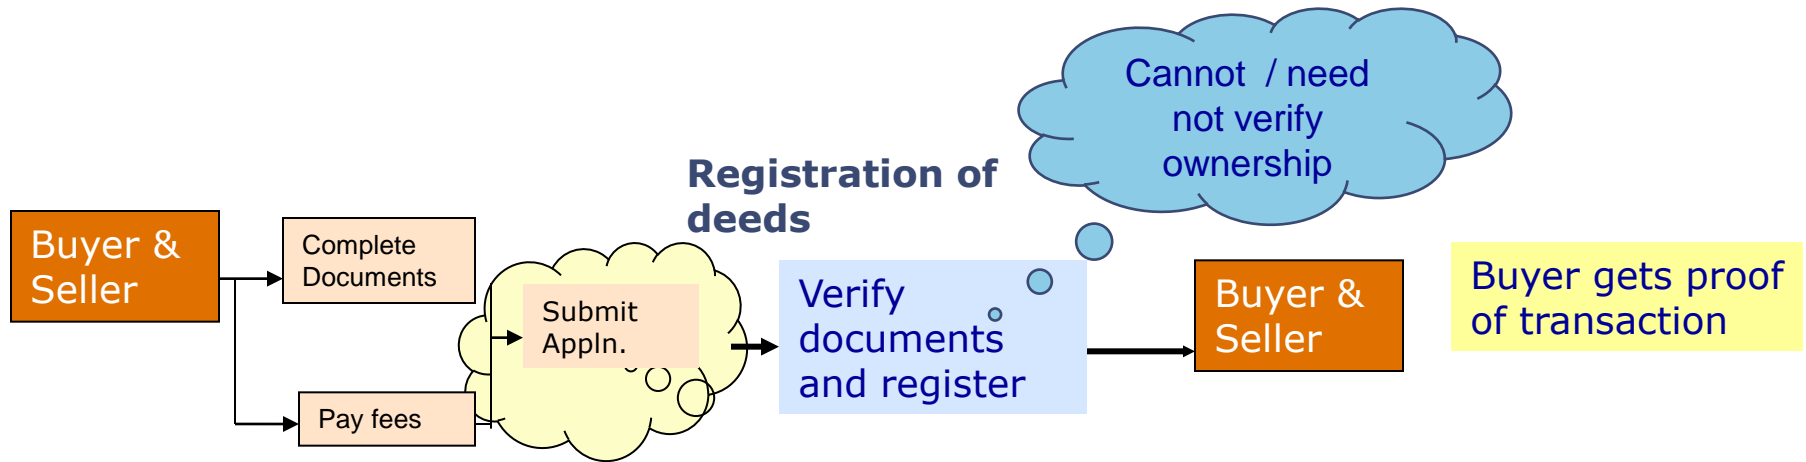 Cannot / need
not verify
ownership
Registration of
deeds
Buyer &
Seller
Complete
Documents
Pay fees
Submit
Appln.
Verify
documents
and register
Buyer &
Seller
Buyer gets proof
of transaction